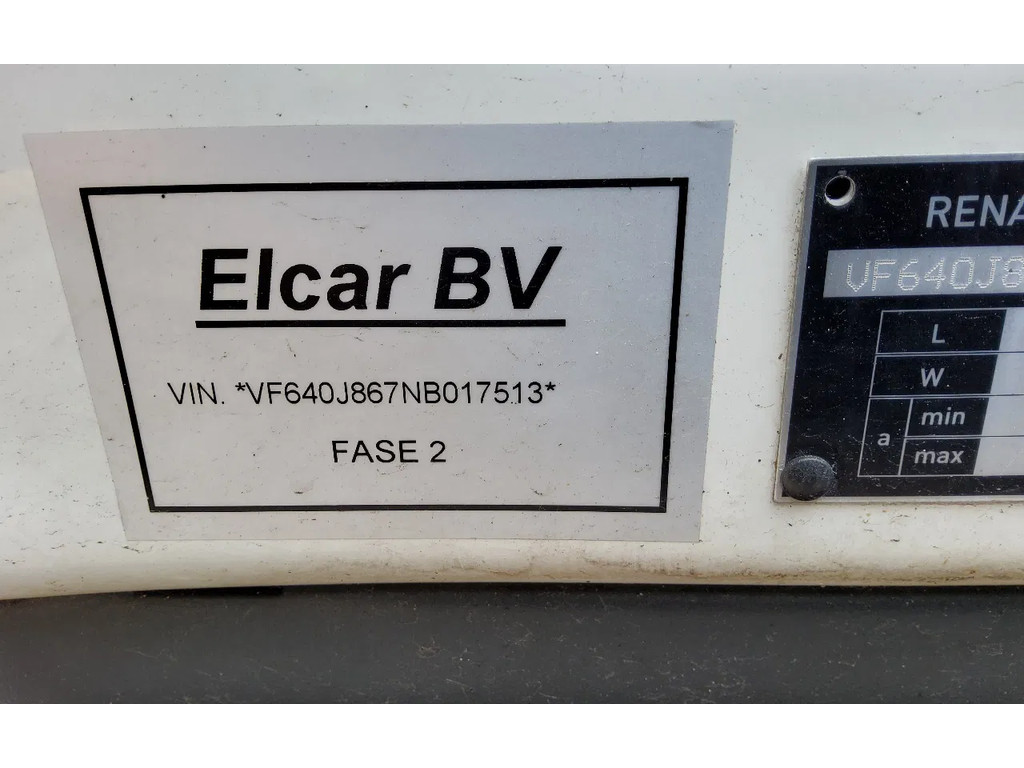 Elcar BV
VIN. *VF640J867NB017513*
FASE 2
RENA
VF640J8
L
W
a
min
max